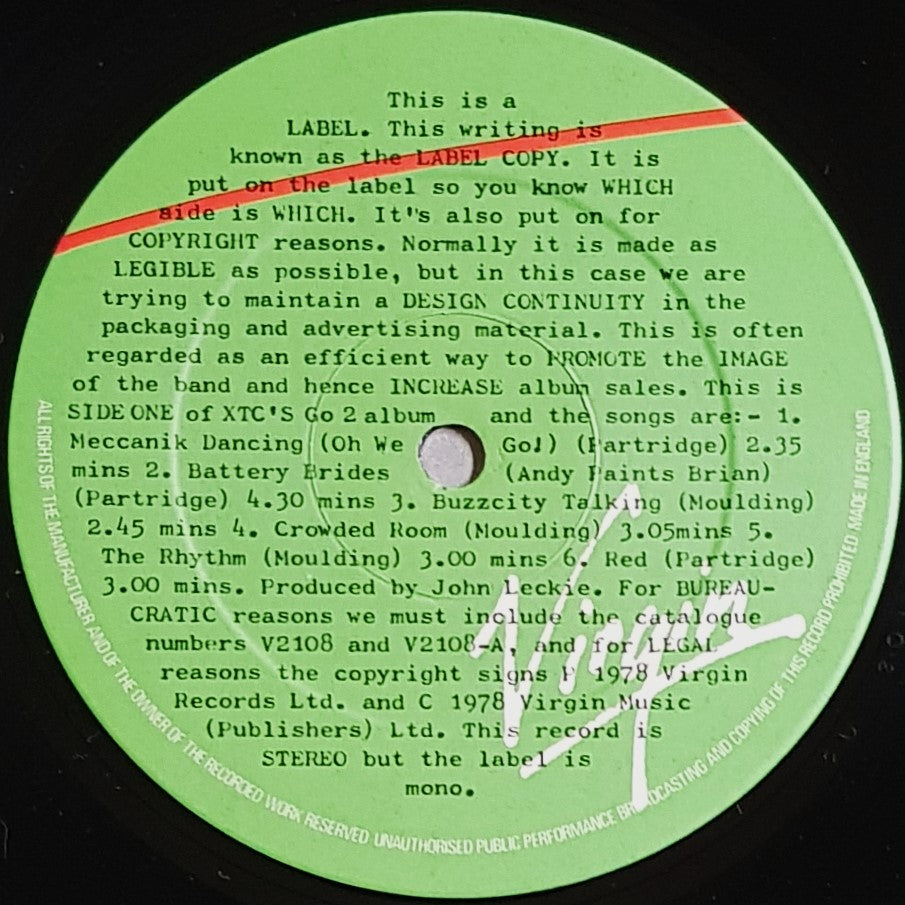 This is a
LABEL. This writing is
known as the LABEL COPY. It is
put on the label so you know WHICH
side is WHICH. It's also put on for
COPYRIGHT reasons. Normally it is made as
LEGIBLE as possible, but in this case we are
trying to maintain a DESIGN CONTINUITY in the
packaging and advertising material. This is often
regarded as an efficient way to PROMOTE the IMAGE
of the band and hence INCREASE album sales. This is
SIDE ONE of XTC'S Go 2 album and the songs are:- 1.
Meccanik Dancing (Oh We Go!) (Partridge) 2.35
mins 2. Battery Brides (Andy Paints Brian)
(Partridge) 4.30 mins 3. Buzzcity Talking (Moulding)
2.45 mins 4. Crowded Room (Moulding) 3.05mins 5.
The Rhythm (Moulding) 3.00 mins 6. Red (Partridge)
3.00 mins. Produced by John Leckie. For BUREAU-
CRATIC reasons we must include the catalogue
numbers V2108 and V2108-A, and for LEGAL
reasons the copyright signs P 1978 Virgin
Records Ltd. and C 1978 Virgin Music
(Publishers) Ltd. This record is
STEREO but the label is
mono.
Virgin
ALL RIGHTS OF THE MANUFACTURER AND OF THE OWNER OF THE RECORDED WORK RESERVED UNAUTHORISED PUBLIC PERFORMANCE BROADCASTING AND COPYING OF THIS RECORD PROHIBITED MADE IN ENGLAND